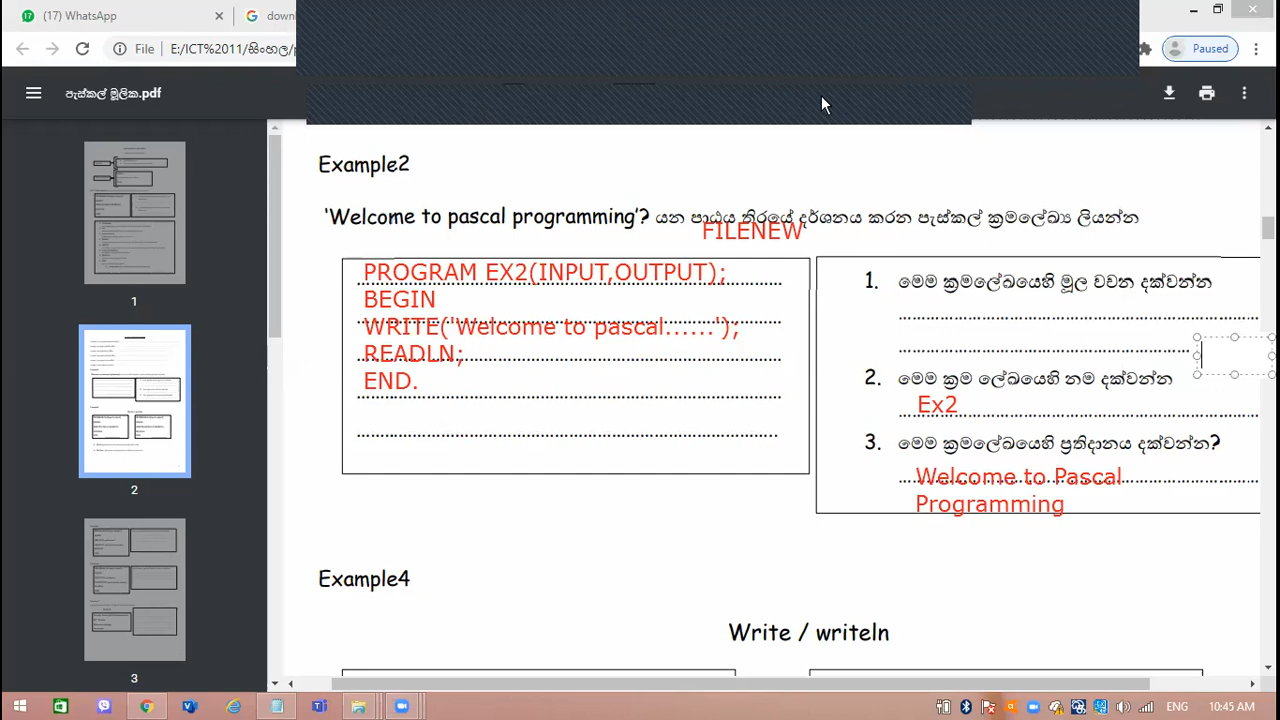 (17) WhatsApp
downl
File
E:/ICT%2011/සිංහල/
Paused
පැස්කල් මූලික.pdf
1
2
3
Example2
‘Welcome to pascal programming’? යන පාඨය තිරයේ දර්ශනය කරන පැස්කල් ක්‍රමලේඛ්‍ය ලියන්න
FILENEW
PROGRAM EX2(INPUT,OUTPUT);
BEGIN
WRITE('Welcome to pascal......');
READLN;
END.
1. මෙම ක්‍රමලේඛයෙහි මූල වචන දක්වන්න
2. මෙම ක්‍රම ලේඛයෙහි නම දක්වන්න
Ex2
3. මෙම ක්‍රමලේඛයෙහි ප්‍රතිදානය දක්වන්න?
Welcome to Pascal
Programming
Example4
Write / writeln
ENG
10:45 AM